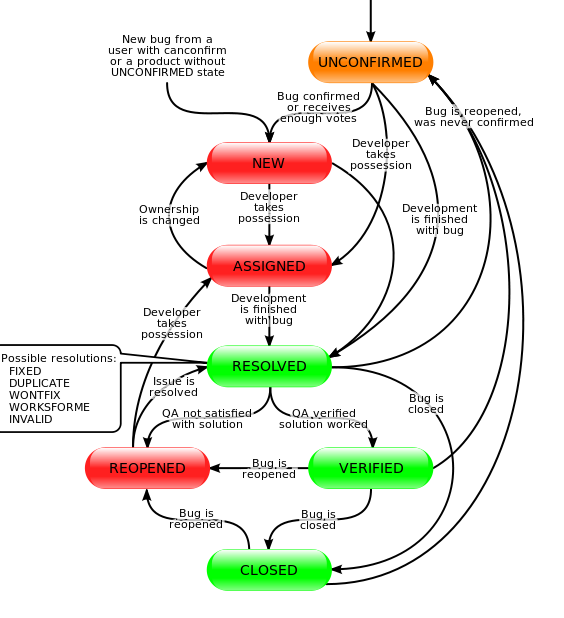 New bug from a
user with canconfirm
or a product without
UNCONFIRMED state
UNCONFIRMED
Bug confirmed
or receives
enough votes
Bug is reopened,
was never confirmed
Developer
takes
possession
NEW
Developer
takes
possession
Ownership
is changed
Development
is finished
with bug
ASSIGNED
Development
is finished
with bug
Developer
takes
possession
Possible resolutions:
FIXED
DUPLICATE
WONTFIX
WORKSFORME
INVALID
RESOLVED
Issue is
resolved
Bug is
closed
QA not satisfied
with solution
QA verified
solution worked
REOPENED
Bug is
reopened
VERIFIED
Bug is
reopened
Bug is
closed
CLOSED